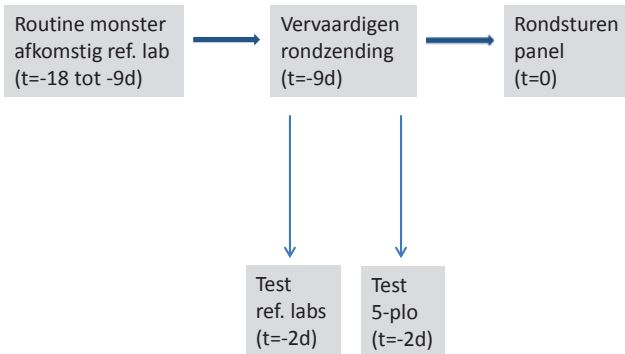 Routine monster
afkomstig ref. lab
(t=-18 tot -9d)
Vervaardigen
rondzending
(t=-9d)
Rondsturen
panel
(t=0)
Test
ref. labs
(t=-2d)
Test
5-plo
(t=-2d)